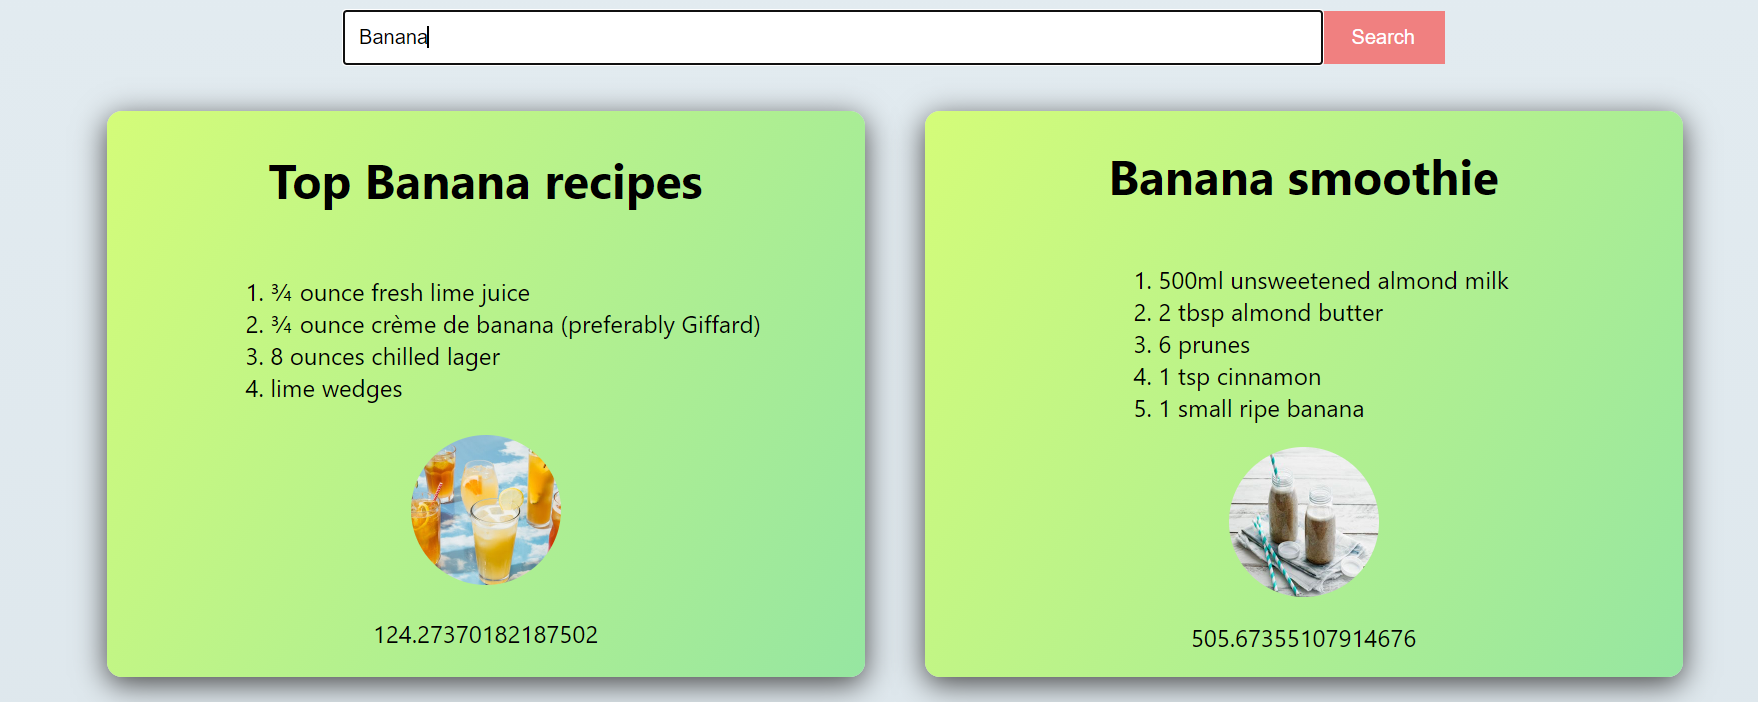 Banana
Search
Top Banana recipes
1. ¾ ounce fresh lime juice
2. ¾ ounce crème de banana (preferably Giffard)
3. 8 ounces chilled lager
4. lime wedges
124.27370182187502
Banana smoothie
1. 500ml unsweetened almond milk
2. 2 tbsp almond butter
3. 6 prunes
4. 1 tsp cinnamon
5. 1 small ripe banana
505.67355107914676